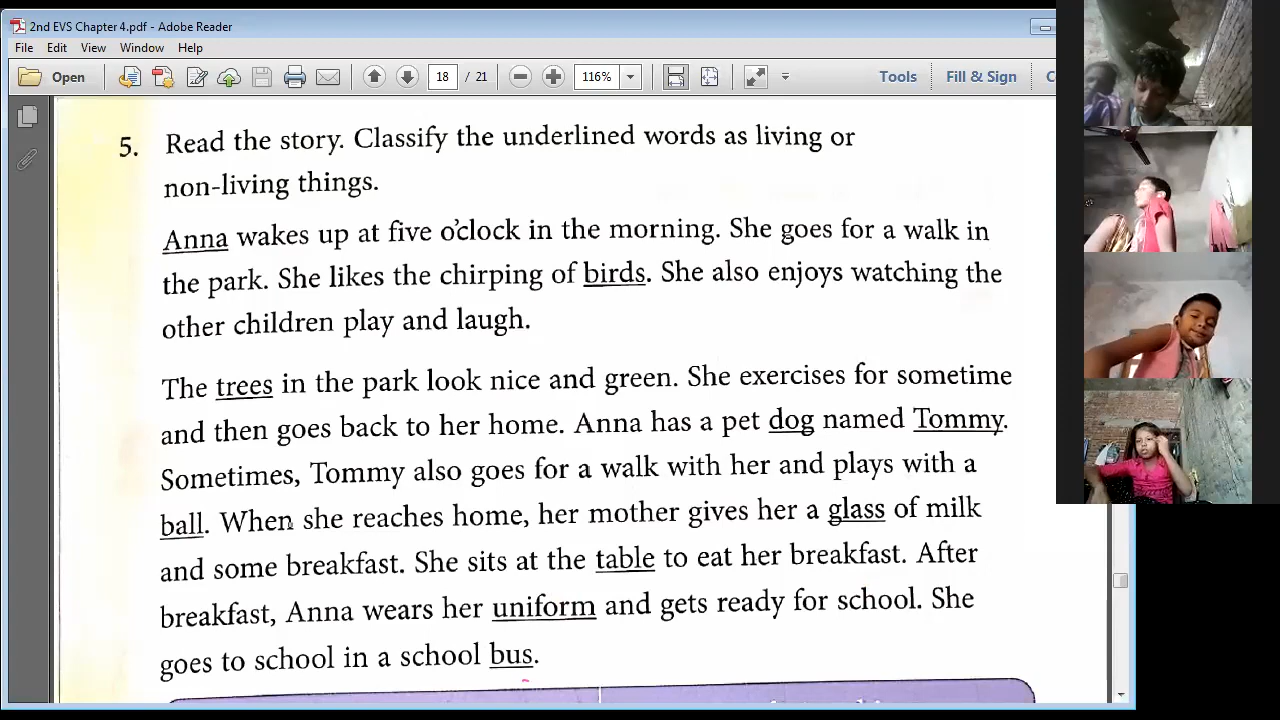 2nd EVS Chapter 4.pdf - Adobe Reader
File Edit View Window Help
Open 18 / 21 116% Tools Fill & Sign
5. Read the story. Classify the underlined words as living or
non-living things.
Anna wakes up at five o'clock in the morning. She goes for a walk in
the park. She likes the chirping of birds. She also enjoys watching the
other children play and laugh.
The trees in the park look nice and green. She exercises for sometime
and then goes back to her home. Anna has a pet dog named Tommy.
Sometimes, Tommy also goes for a walk with her and plays with a
ball. When she reaches home, her mother gives her a glass of milk
and some breakfast. She sits at the table to eat her breakfast. After
breakfast, Anna wears her uniform and gets ready for school. She
goes to school in a school bus.